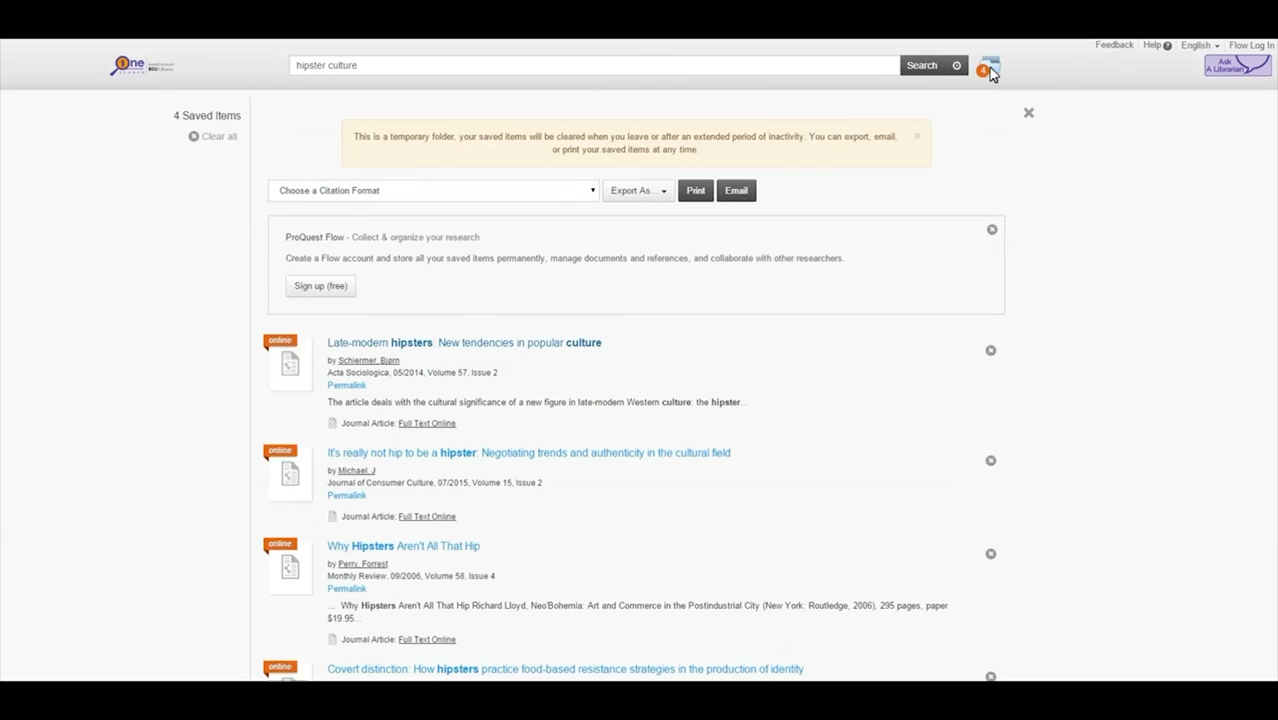 Feedback Help ? English Flow Log In
One
SEARCH
ECU Libraries
hipster culture
Search
4
Ask
A Librarian
4 Saved Items
Clear all
This is a temporary folder, your saved items will be cleared when you leave or after an extended period of inactivity. You can export, email,
or print your saved items at any time
Choose a Citation Format
Export As...
Print
Email
ProQuest Flow - Collect & organize your research
Create a Flow account and store all your saved items permanently, manage documents and references, and collaborate with other researchers.
Sign up (free)
online
Late-modern hipsters: New tendencies in popular culture
by Schiermer, Bjørn
Acta Sociologica, 05/2014, Volume 57, Issue 2
Permalink
The article deals with the cultural significance of a new figure in late-modern Western culture: the hipster...
Journal Article: Full Text Online
online
It's really not hip to be a hipster: Negotiating trends and authenticity in the cultural field
by Michael, J
Journal of Consumer Culture, 07/2015, Volume 15, Issue 2
Permalink
Journal Article: Full Text Online
online
Why Hipsters Aren't All That Hip
by Perry, Forrest
Monthly Review, 09/2006, Volume 58, Issue 4
Permalink
... Why Hipsters Aren't All That Hip Richard Lloyd, Neo'Bohemia: Art and Commerce in the Postindustrial City (New York: Routledge, 2006), 295 pages, paper
$19.95...
Journal Article: Full Text Online
online
Covert distinction: How hipsters practice food-based resistance strategies in the production of identity